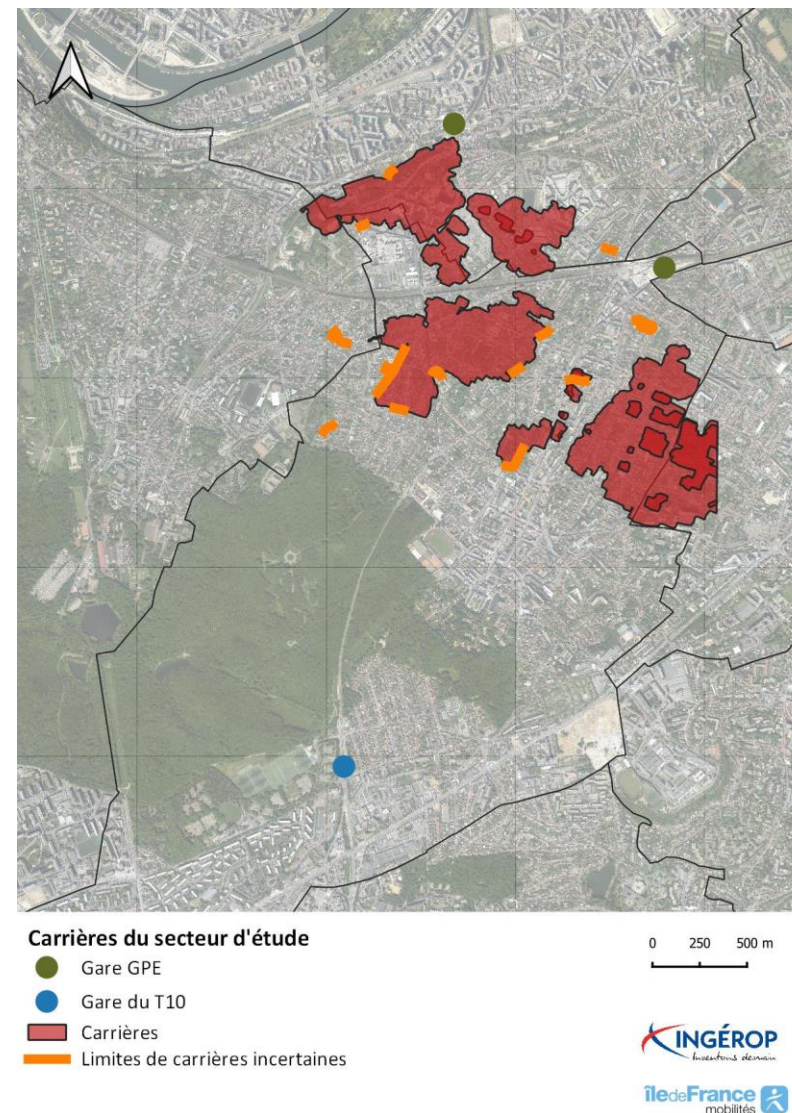 Carrières du secteur d'étude
Gare GPE
Gare du T10
Carrières
Limites de carrières incertaines
0 250 500 m
INGÉROP
Inventons demain
îledeFrance
mobilités